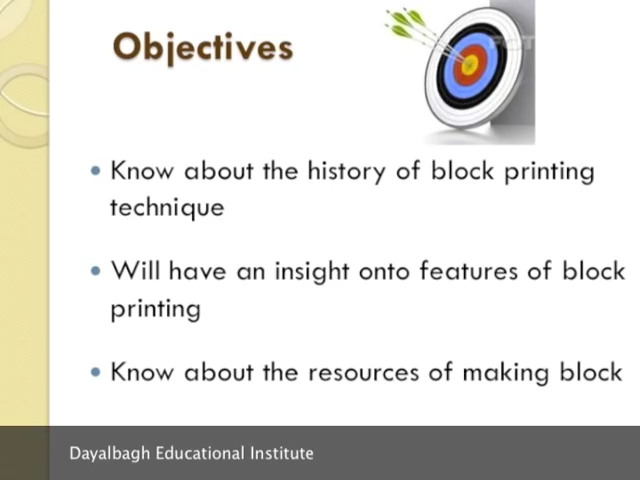 Objectives
Know about the history of block printing
technique
Will have an insight onto features of block
printing
Know about the resources of making block
Dayalbagh Educational Institute